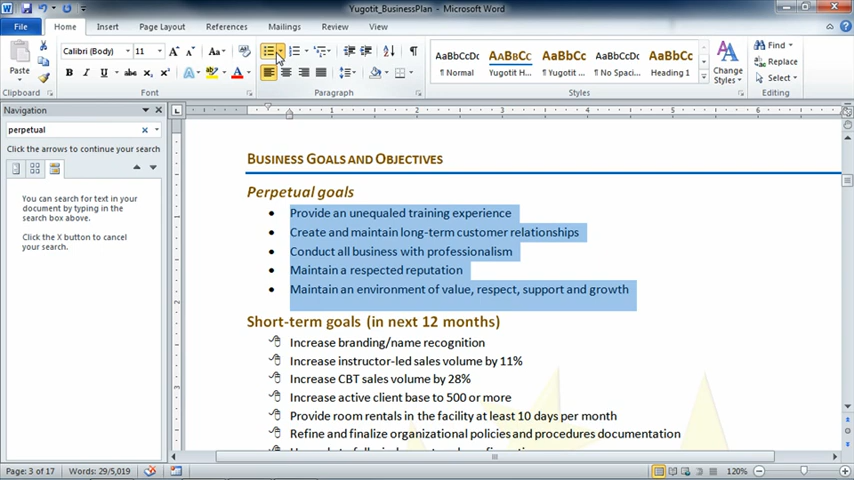 Yugotit_BusinessPlan - Microsoft Word
File Home Insert Page Layout References Mailings Review View
Calibri (Body) 11
Paste
Clipboard Font Paragraph Styles Editing
AaBbCcDc AaBbCc AaBbCc AaBbCcDc AaBbCc
¶ Normal Yugotit H... ¶ Yugotit ... ¶ No Spaci... Heading 1
Change Styles
Find
Replace
Select
Navigation
perpetual
Click the arrows to continue your search
You can search for text in your
document by typing in the
search box above.
Click the X button to cancel
your search.
BUSINESS GOALS AND OBJECTIVES
Perpetual goals
• Provide an unequaled training experience
• Create and maintain long-term customer relationships
• Conduct all business with professionalism
• Maintain a respected reputation
• Maintain an environment of value, respect, support and growth
Short-term goals (in next 12 months)
Increase branding/name recognition
Increase instructor-led sales volume by 11%
Increase CBT sales volume by 28%
Increase active client base to 500 or more
Provide room rentals in the facility at least 10 days per month
Refine and finalize organizational policies and procedures documentation
Page: 3 of 17 Words: 29/5,019 120%